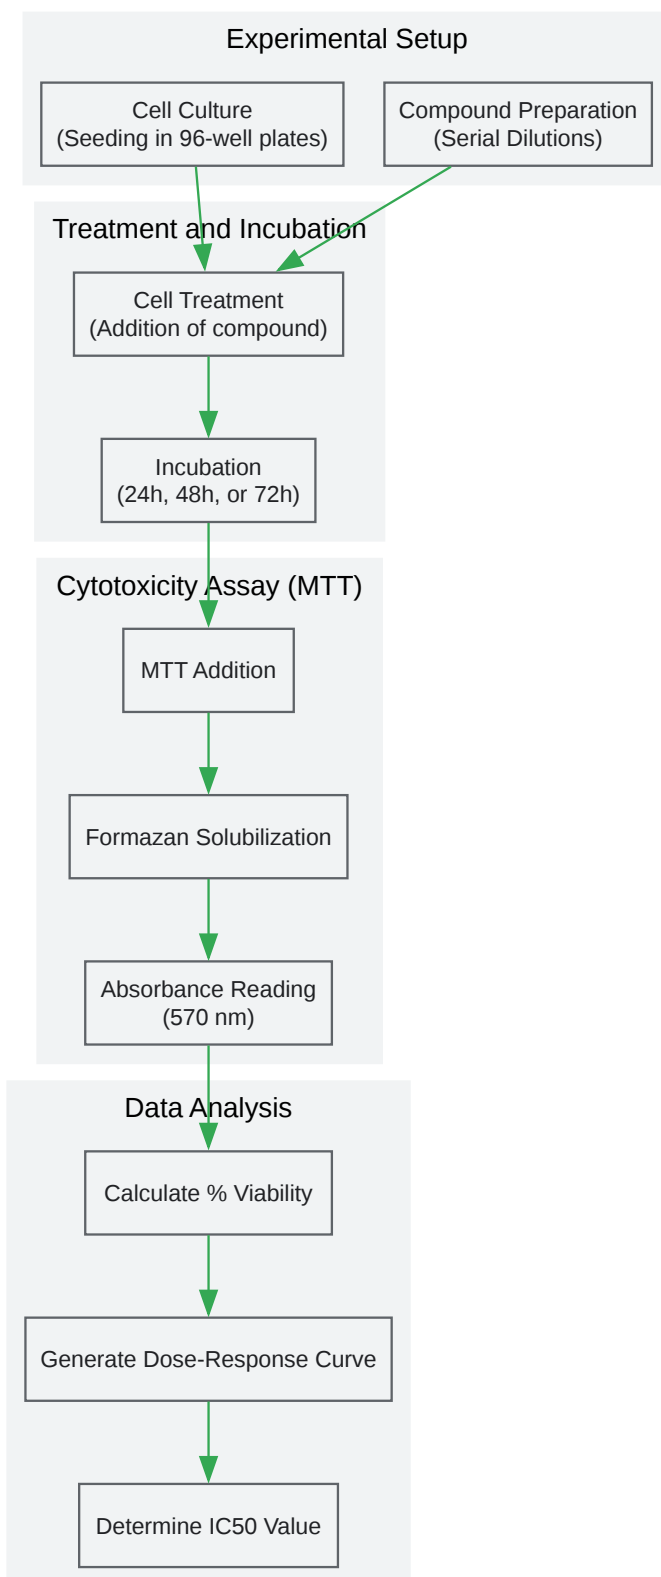 Experimental Setup
Cell Culture
(Seeding in 96-well plates)
Compound Preparation
(Serial Dilutions)
Treatment and Incubation
Cell Treatment
(Addition of compound)
Incubation
(24h, 48h, or 72h)
Cytotoxicity Assay (MTT)
MTT Addition
Formazan Solubilization
Absorbance Reading
(570 nm)
Data Analysis
Calculate % Viability
Generate Dose-Response Curve
Determine IC50 Value